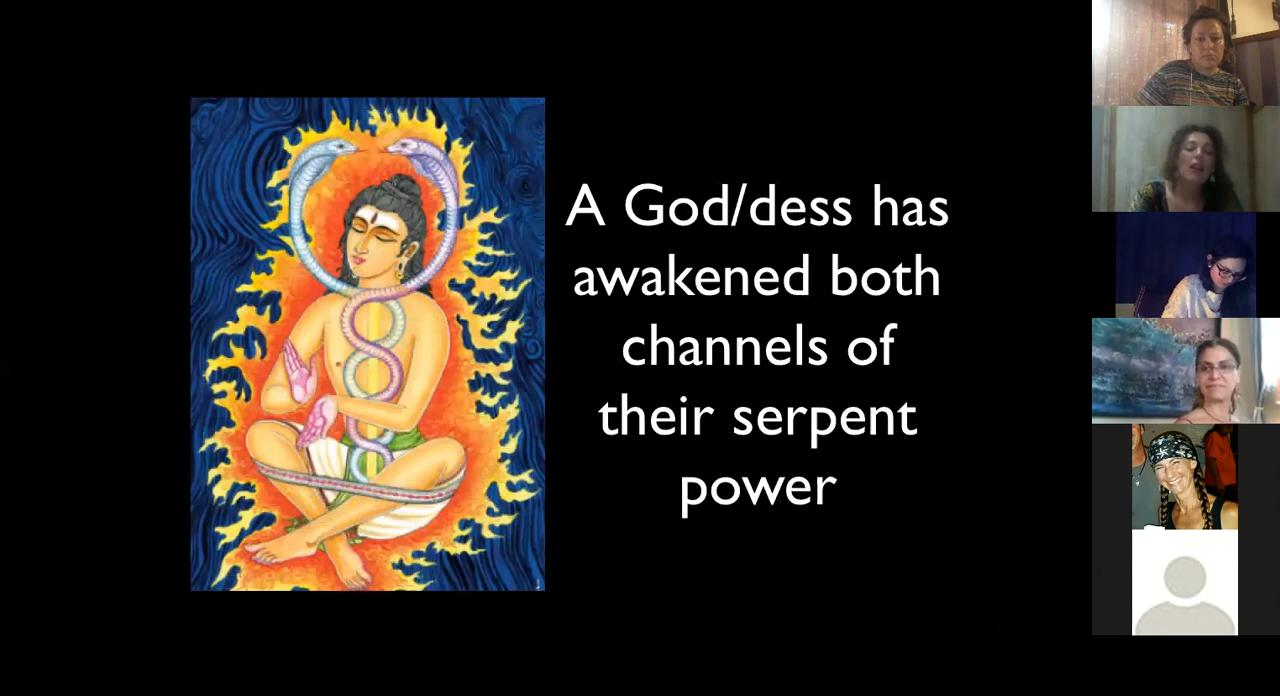 A God/dess has
awakened both
channels of
their serpent
power